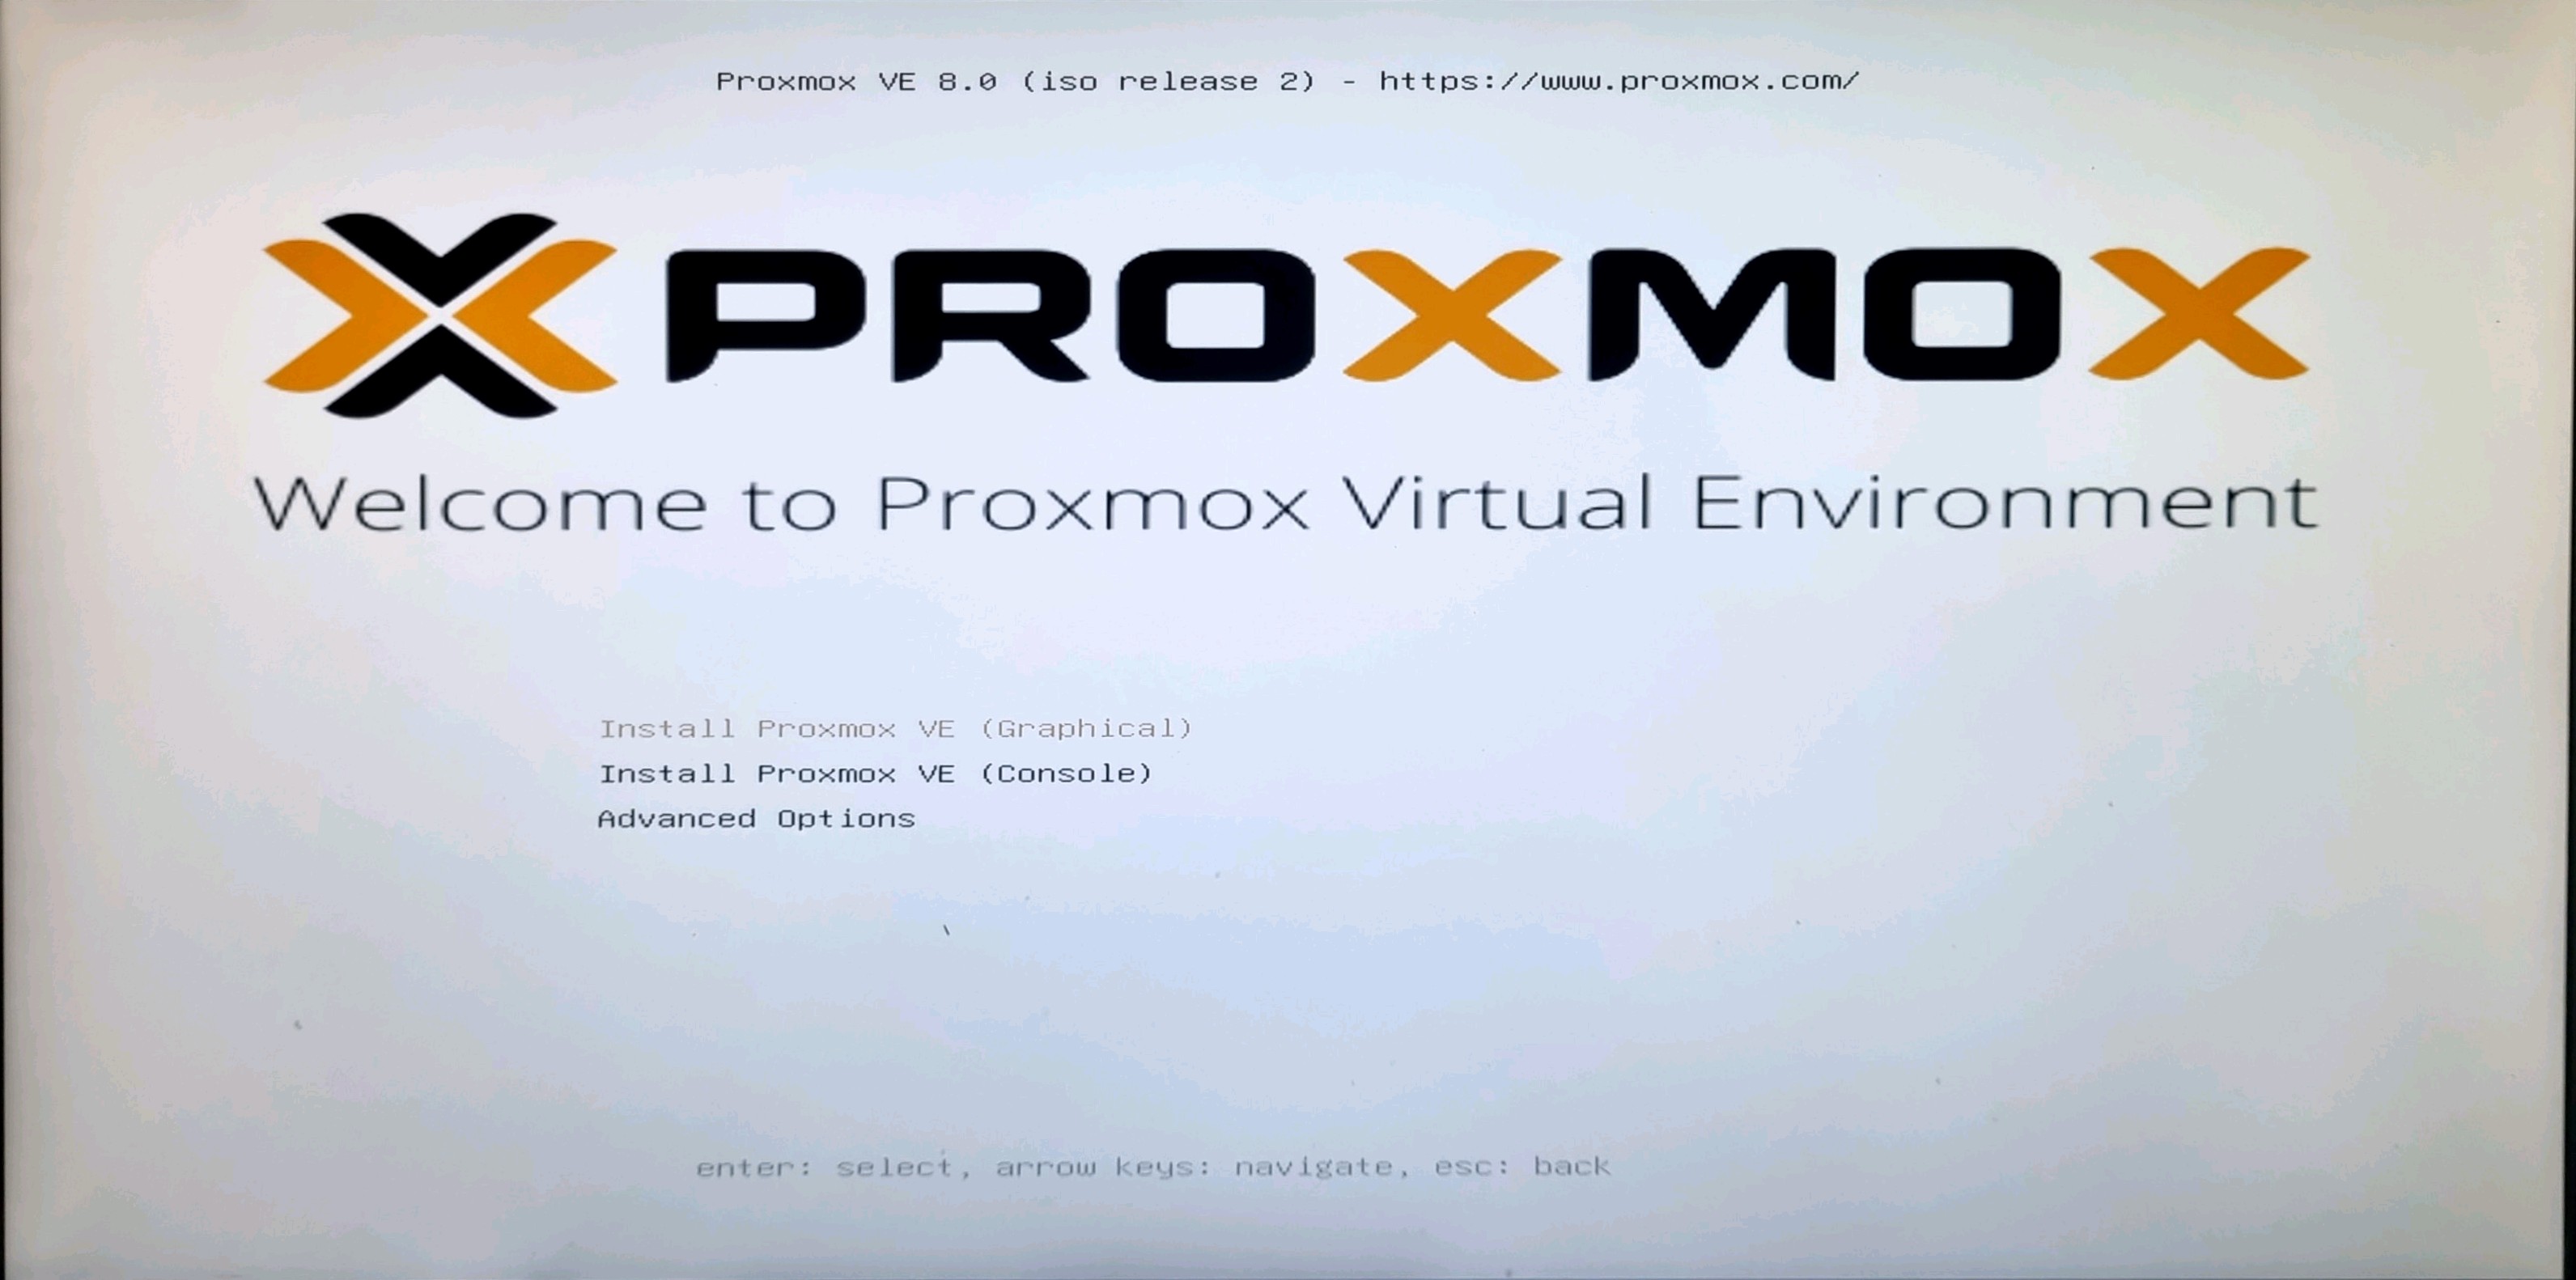 Proxmox VE 8.0 (iso release 2) - https://www.proxmox.com/
PROXMOX
Welcome to Proxmox Virtual Environment
Install Proxmox VE (Graphical)
Install Proxmox VE (Console)
Advanced Options
enter: select, arrow keys: navigate, esc: back